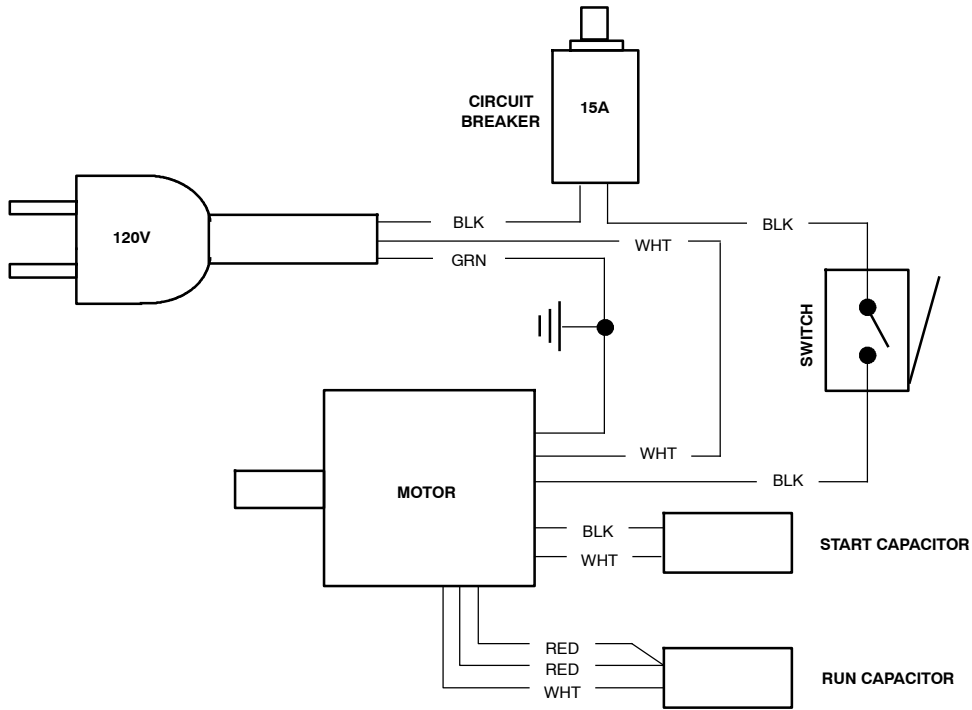 CIRCUIT
BREAKER
15A
120V
BLK
BLK
WHT
GRN
SWITCH
WHT
BLK
MOTOR
BLK
WHT
START CAPACITOR
RED
RED
WHT
RUN CAPACITOR